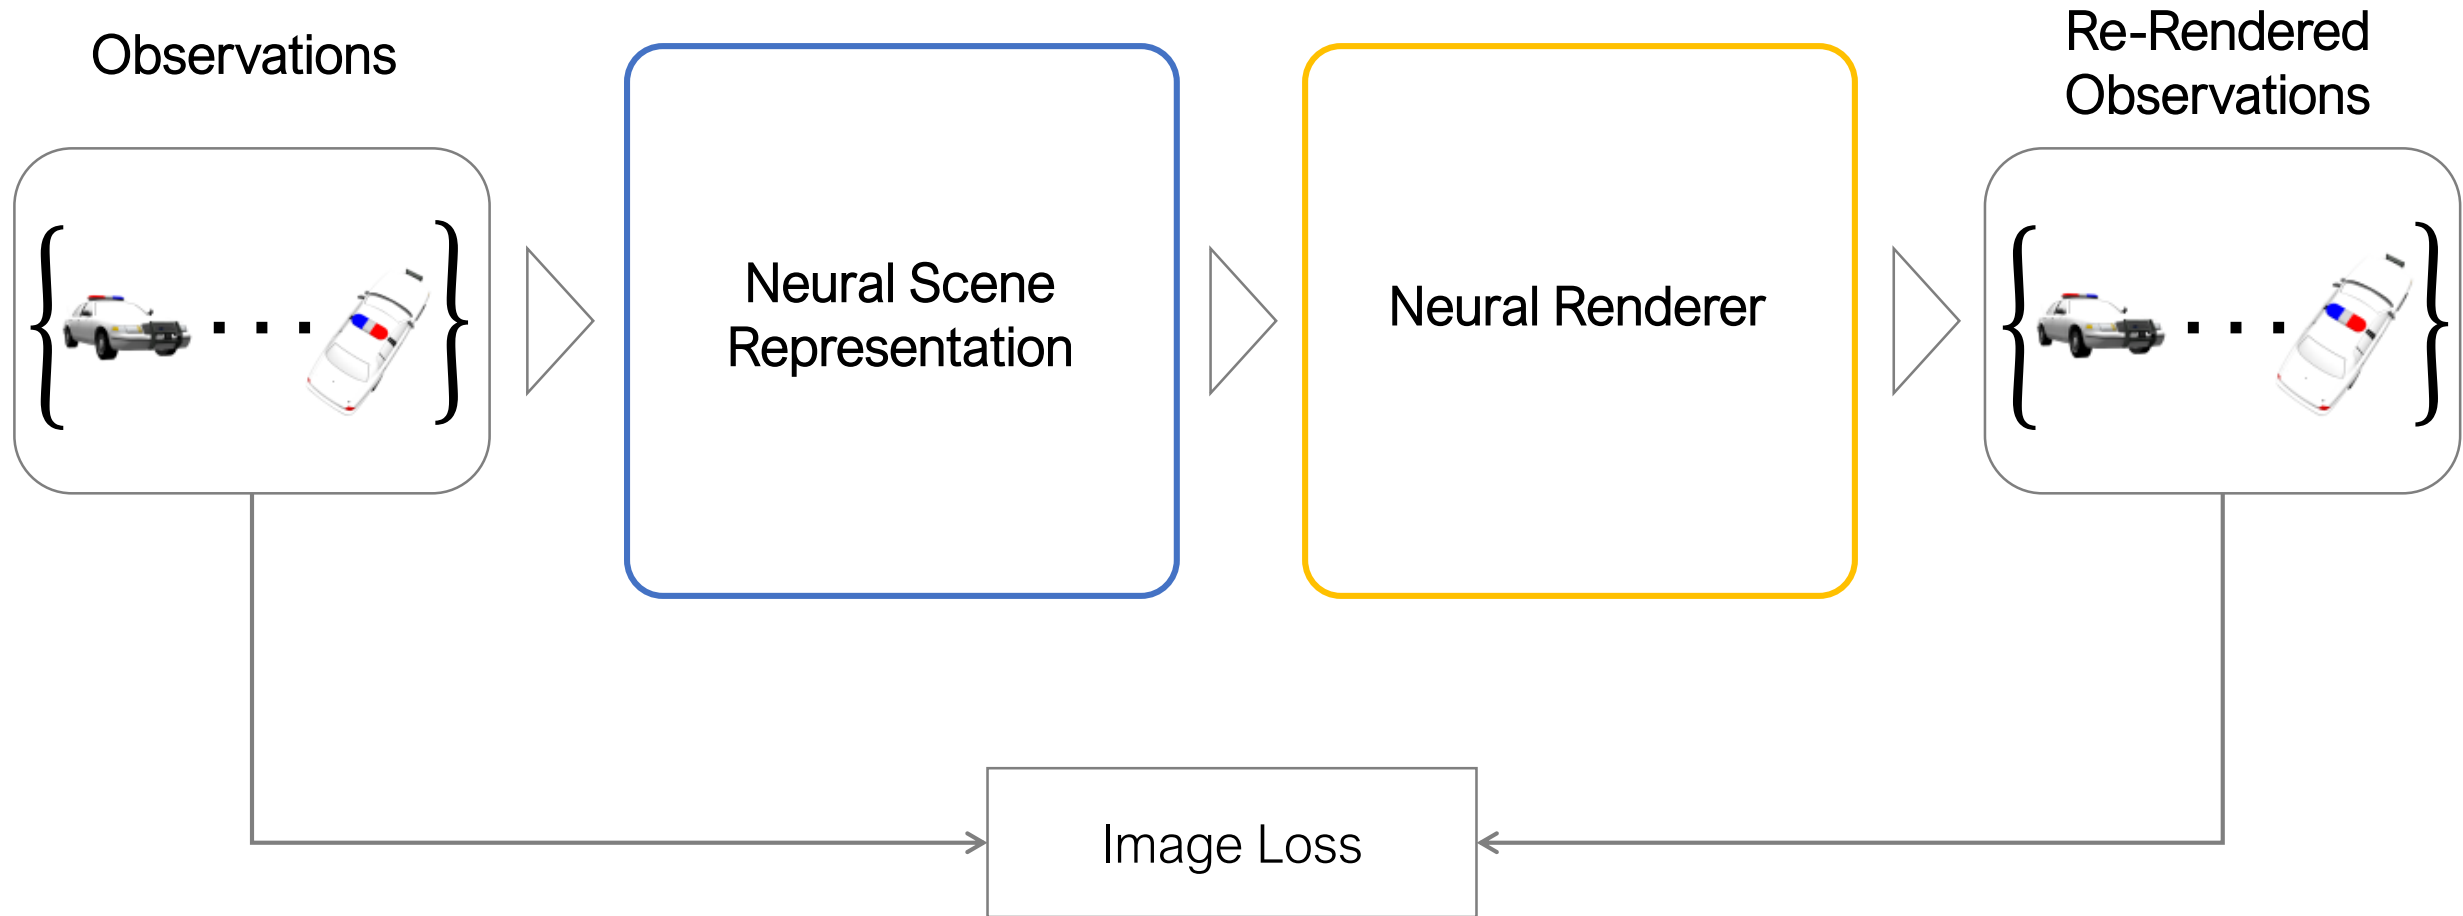 Observations
Neural Scene
Representation
Neural Renderer
Re-Rendered
Observations
Image Loss